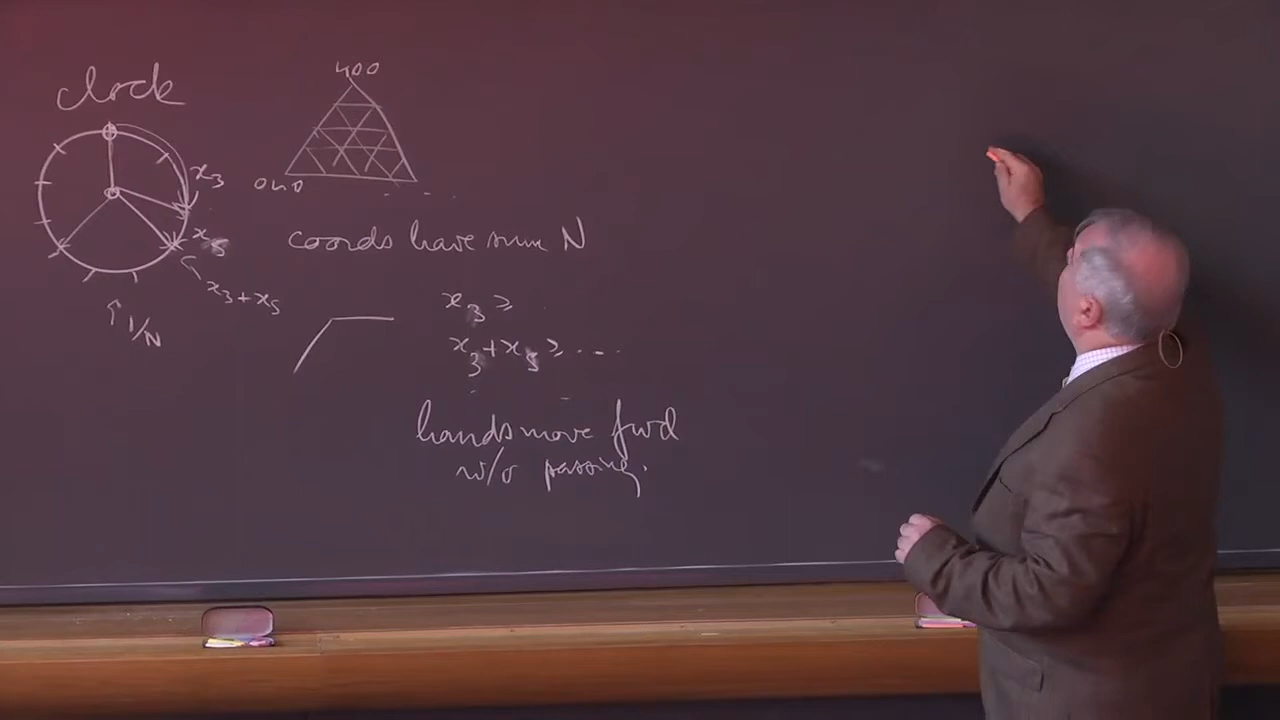 clock
400
040
x3
x5
x3+x5
1/N
coords have sum N
x3 ≥
x3+x5 ≥ ....
hands move fwd
w/o passing.